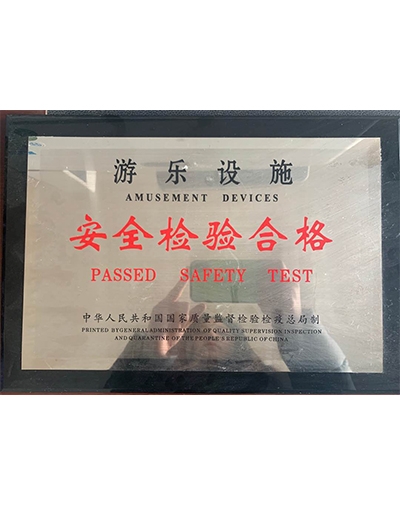 游乐设施
AMUSEMENT DEVICES
安全检验合格
PASSED SAFETY TEST
中华人民共和国国家质量监督检验检疫总局制
PRINTED BYGENERALADMINISTRATION, OF QUALITY SUPERVISION INSPECTION
AND QUARANTINE OF THE PEOPLE'S REPUBLIC OF CHINA